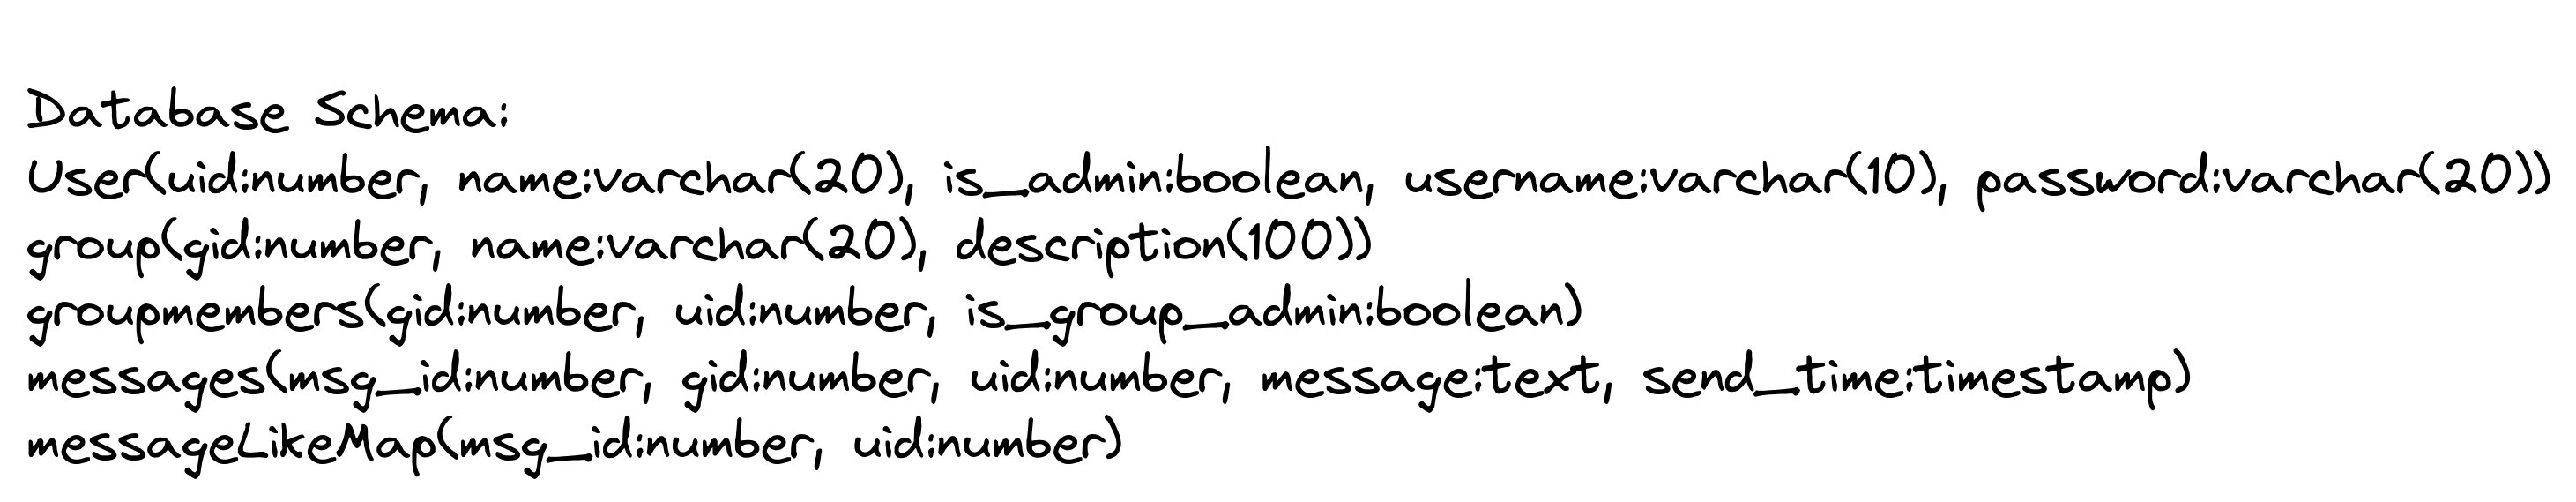 Database Schema:
User(uid:number, name:varchar(20), is_admin:boolean, username:varchar(10), password:varchar(20))
group(gid:number, name:varchar(20), description(100))
groupmembers(gid:number, uid:number, is_group_admin:boolean)
messages(msg_id:number, gid:number, uid:number, message:text, send_time:timestamp)
messageLikeMap(msg_id:number, uid:number)